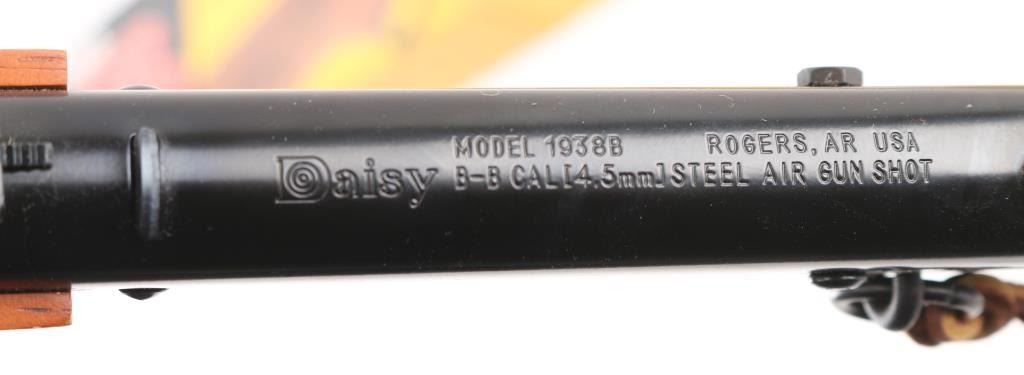 Daisy
MODEL 1938B ROGERS, AR USA
B-B CAL[4.5mm] STEEL AIR GUN SHOT